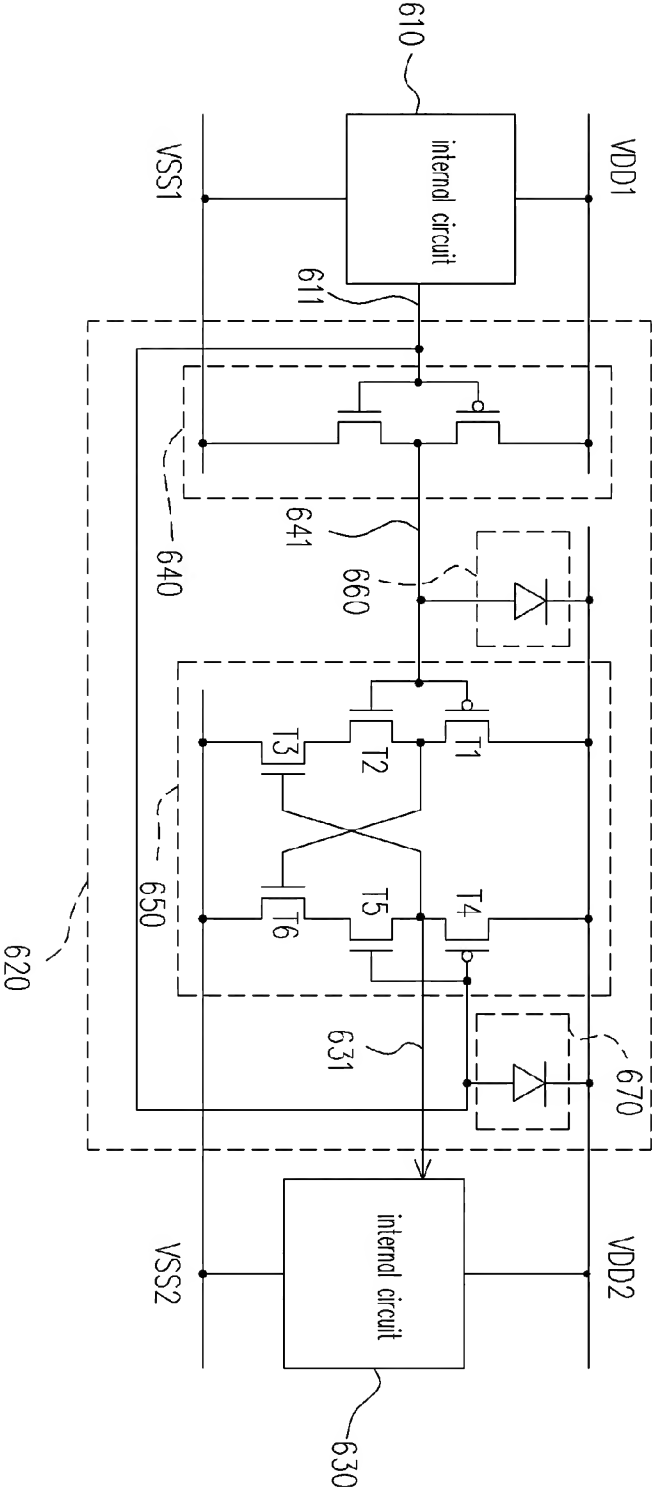 610
VDD1
internal circuit
VSS1
611
640
641
660
T1
T2
T3
T4
T5
T6
650
620
631
670
VDD2
internal circuit
VSS2
630